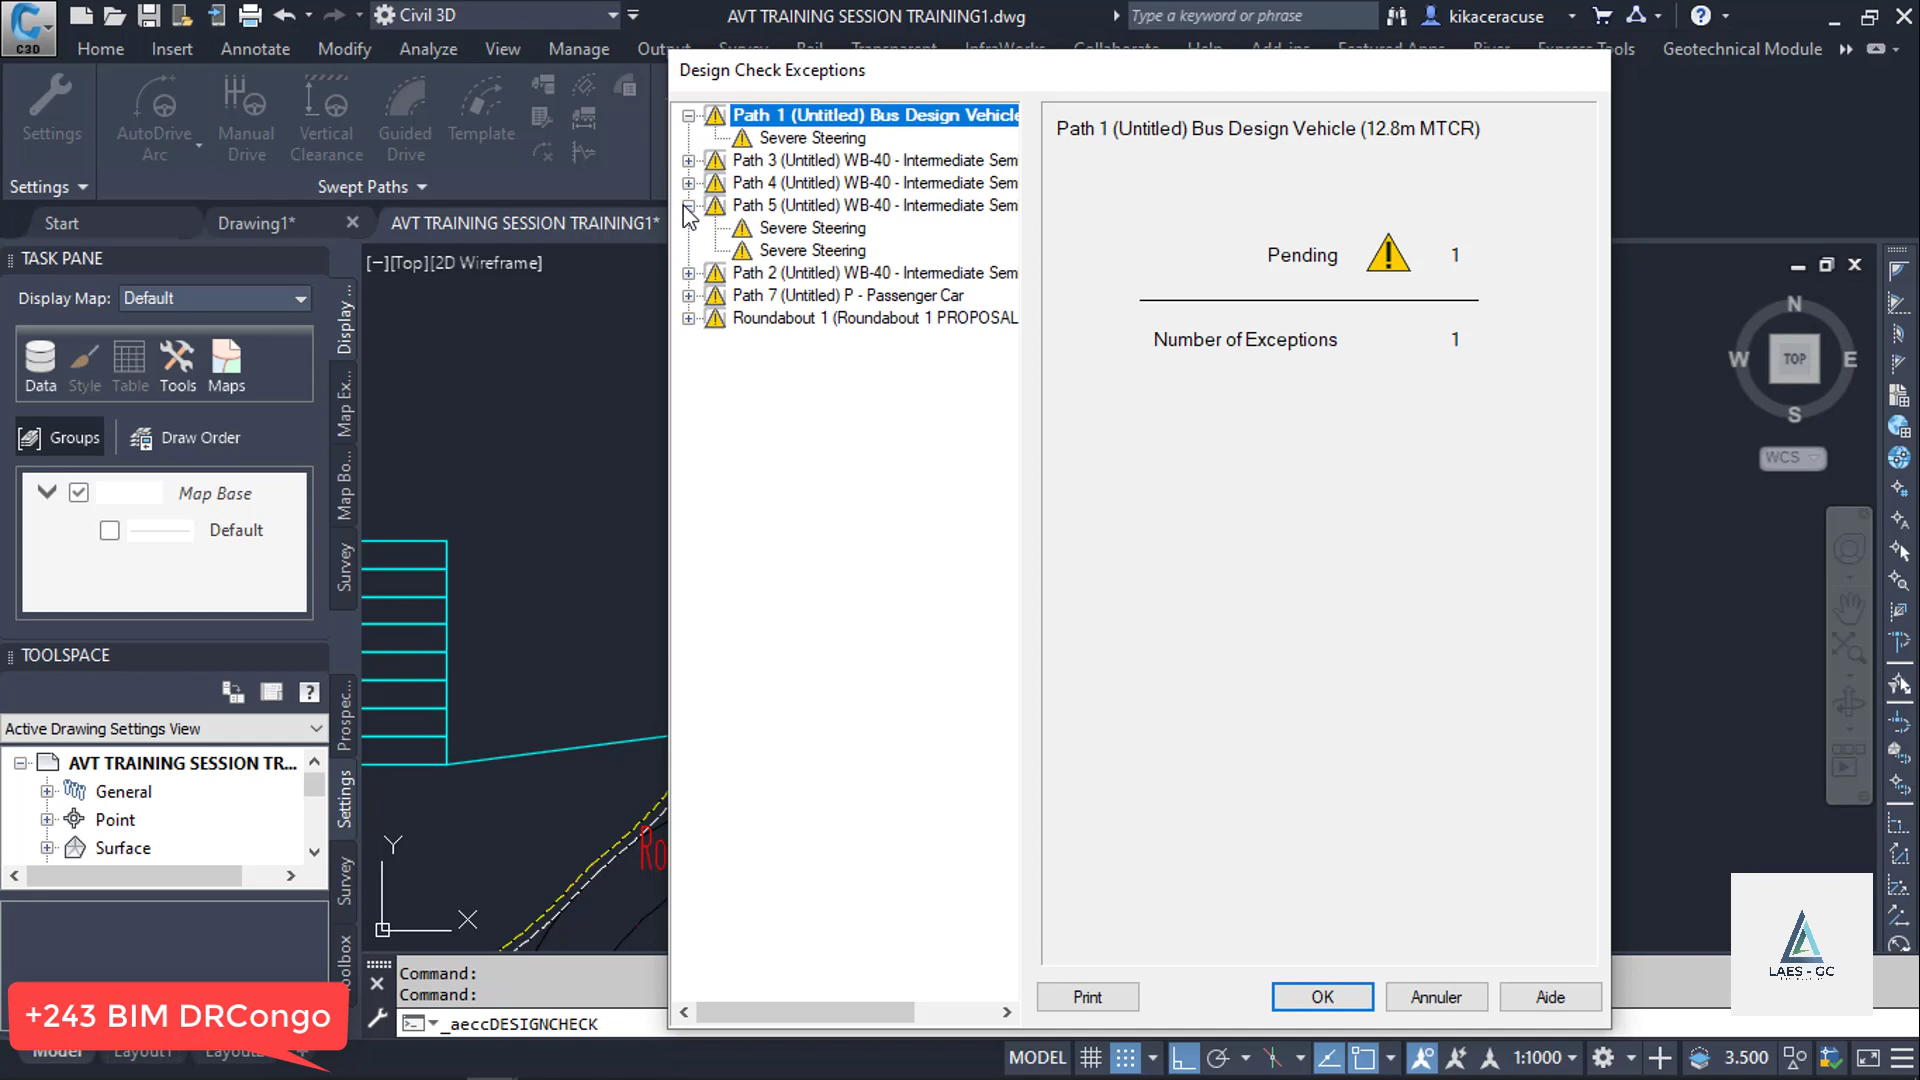 Civil 3D
AVT TRAINING SESSION TRAINING1.dwg
Type a keyword or phrase
kikaceracuse
C3D
Home
Insert
Annotate
Modify
Analyze
View
Manage
Geotechnical Module
Settings
AutoDrive
Arc
Manual
Drive
Vertical
Clearance
Guided
Drive
Template
Settings
Swept Paths
Start
Drawing1*
AVT TRAINING SESSION TRAINING1*
TASK PANE
Display Map:
Default
Data
Style
Table
Tools
Maps
Groups
Draw Order
Map Base
Default
Display
Map Ex...
Map Bo...
Survey
[−][Top][2D Wireframe]
TOOLSPACE
Active Drawing Settings View
AVT TRAINING SESSION TR...
General
Point
Surface
Prospec...
Settings
Survey
Y
X
Ro
Command:
Command:
_aeccDESIGNCHECK
+243 BIM DRCongo
Model
Layout1
Design Check Exceptions
Path 1 (Untitled) Bus Design Vehicle
Severe Steering
Path 3 (Untitled) WB-40 - Intermediate Sem
Path 4 (Untitled) WB-40 - Intermediate Sem
Path 5 (Untitled) WB-40 - Intermediate Sem
Severe Steering
Severe Steering
Path 2 (Untitled) WB-40 - Intermediate Sem
Path 7 (Untitled) P - Passenger Car
Roundabout 1 (Roundabout 1 PROPOSAL
Path 1 (Untitled) Bus Design Vehicle (12.8m MTCR)
Pending
1
Number of Exceptions
1
Print
OK
Annuler
Aide
N
W
TOP
E
S
WCS
LAES - GC
MODEL
1:1000
3.500